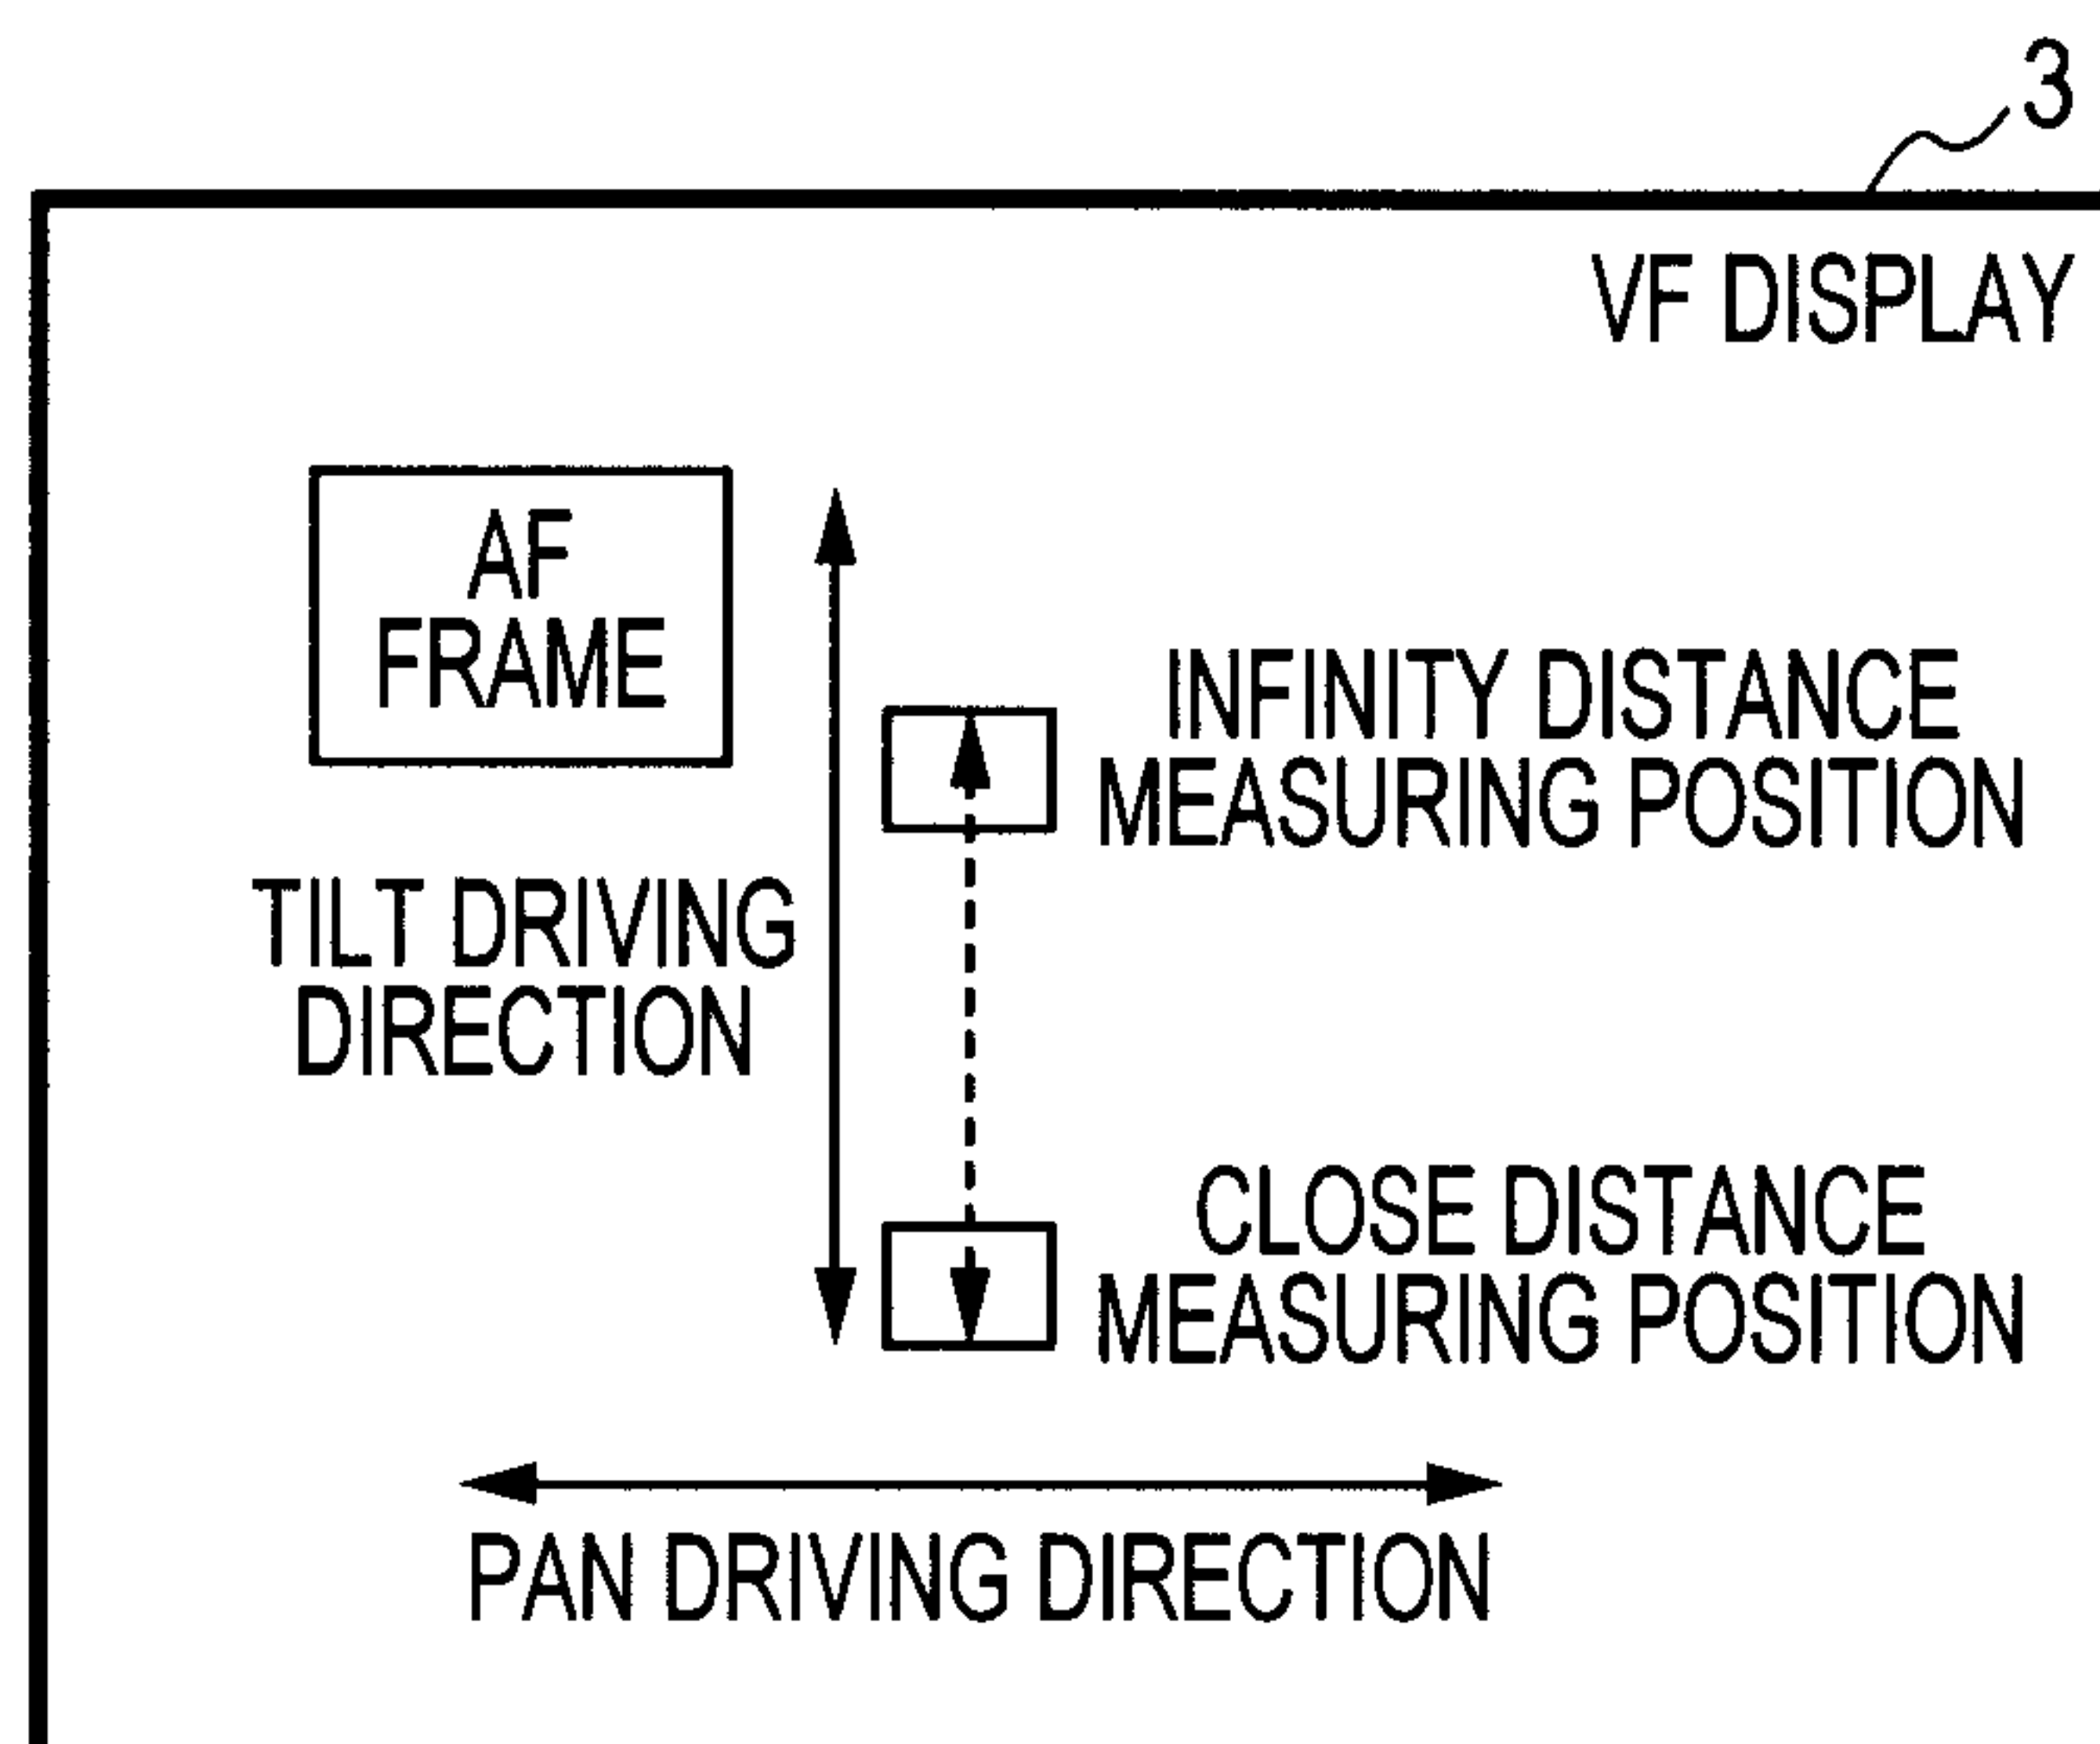 3
VF DISPLAY
AF
FRAME
INFINITY DISTANCE
MEASURING POSITION
TILT DRIVING
DIRECTION
CLOSE DISTANCE
MEASURING POSITION
PAN DRIVING DIRECTION